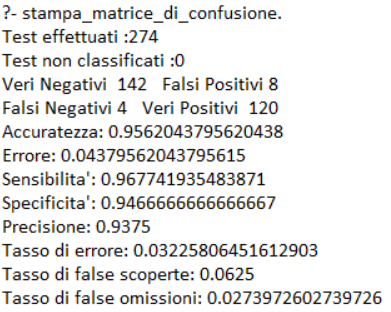 ?- stampa_matrice_di_confusione.
Test effettuati :274
Test non classificati :0
Veri Negativi  142   Falsi Positivi 8
Falsi Negativi 4   Veri Positivi  120
Accuratezza: 0.9562043795620438
Errore: 0.04379562043795615
Sensibilita': 0.967741935483871
Specificita': 0.9466666666666667
Precisione: 0.9375
Tasso di errore: 0.03225806451612903
Tasso di false scoperte: 0.0625
Tasso di false omissioni: 0.0273972602739726